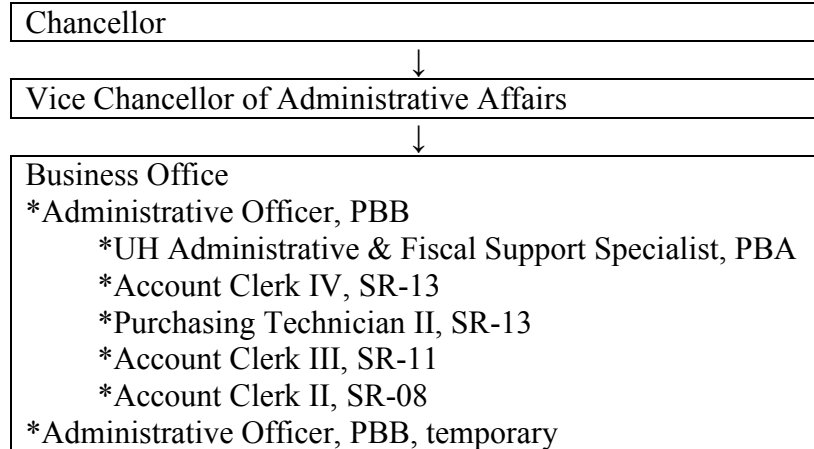 Chancellor
↓
Vice Chancellor of Administrative Affairs
↓
Business Office
*Administrative Officer, PBB
*UH Administrative & Fiscal Support Specialist, PBA
*Account Clerk IV, SR-13
*Purchasing Technician II, SR-13
*Account Clerk III, SR-11
*Account Clerk II, SR-08
*Administrative Officer, PBB, temporary